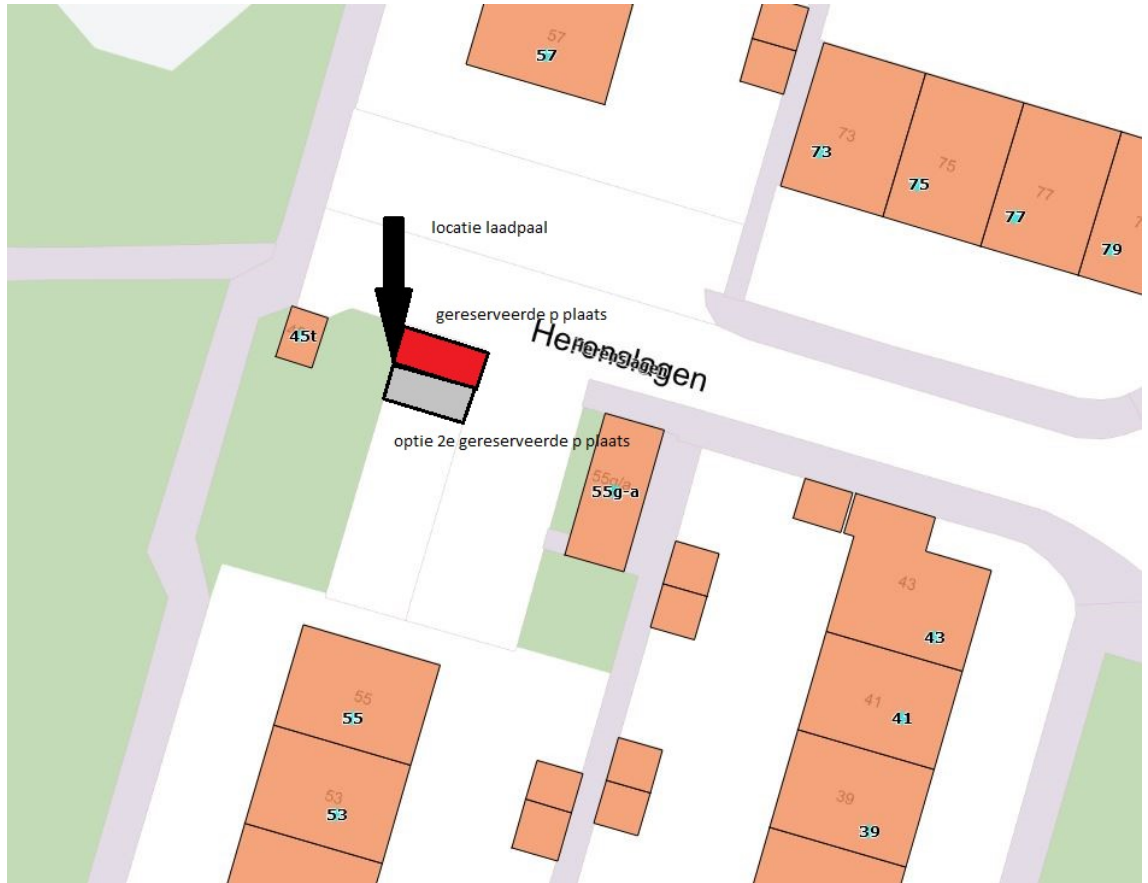 57
57
73
73
75
75
77
77
79
locatie laadpaal
gereserveerde p plaats
Herenslagen
Herenslagen
45t
optie 2e gereserveerde p plaats
55g/a
55g-a
43
43
41
41
39
39
55
55
53
53